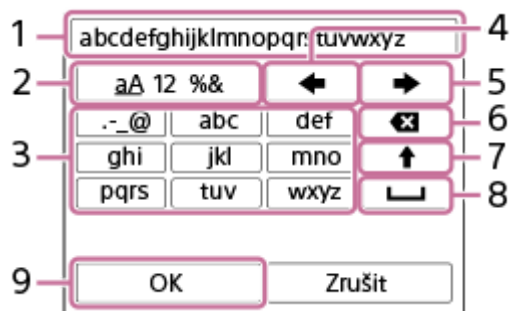 1 abcdefghijklmnopqrstuvwxyz 4
2 aA 12 %& 5
.-_@ abc def 6
3 ghi jkl mno 7
pqrs tuv wxyz 8
9 OK Zrušit